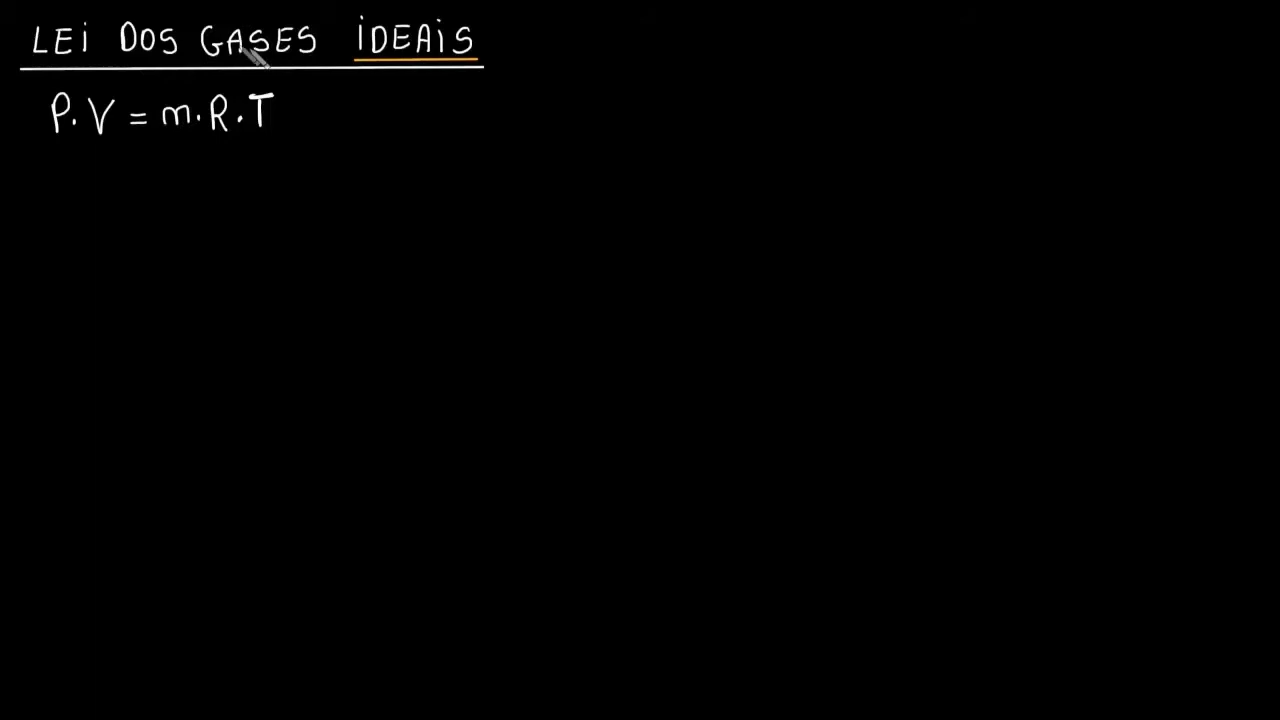 LEi DOS GASES iDEAiS
P.V = m.R.T